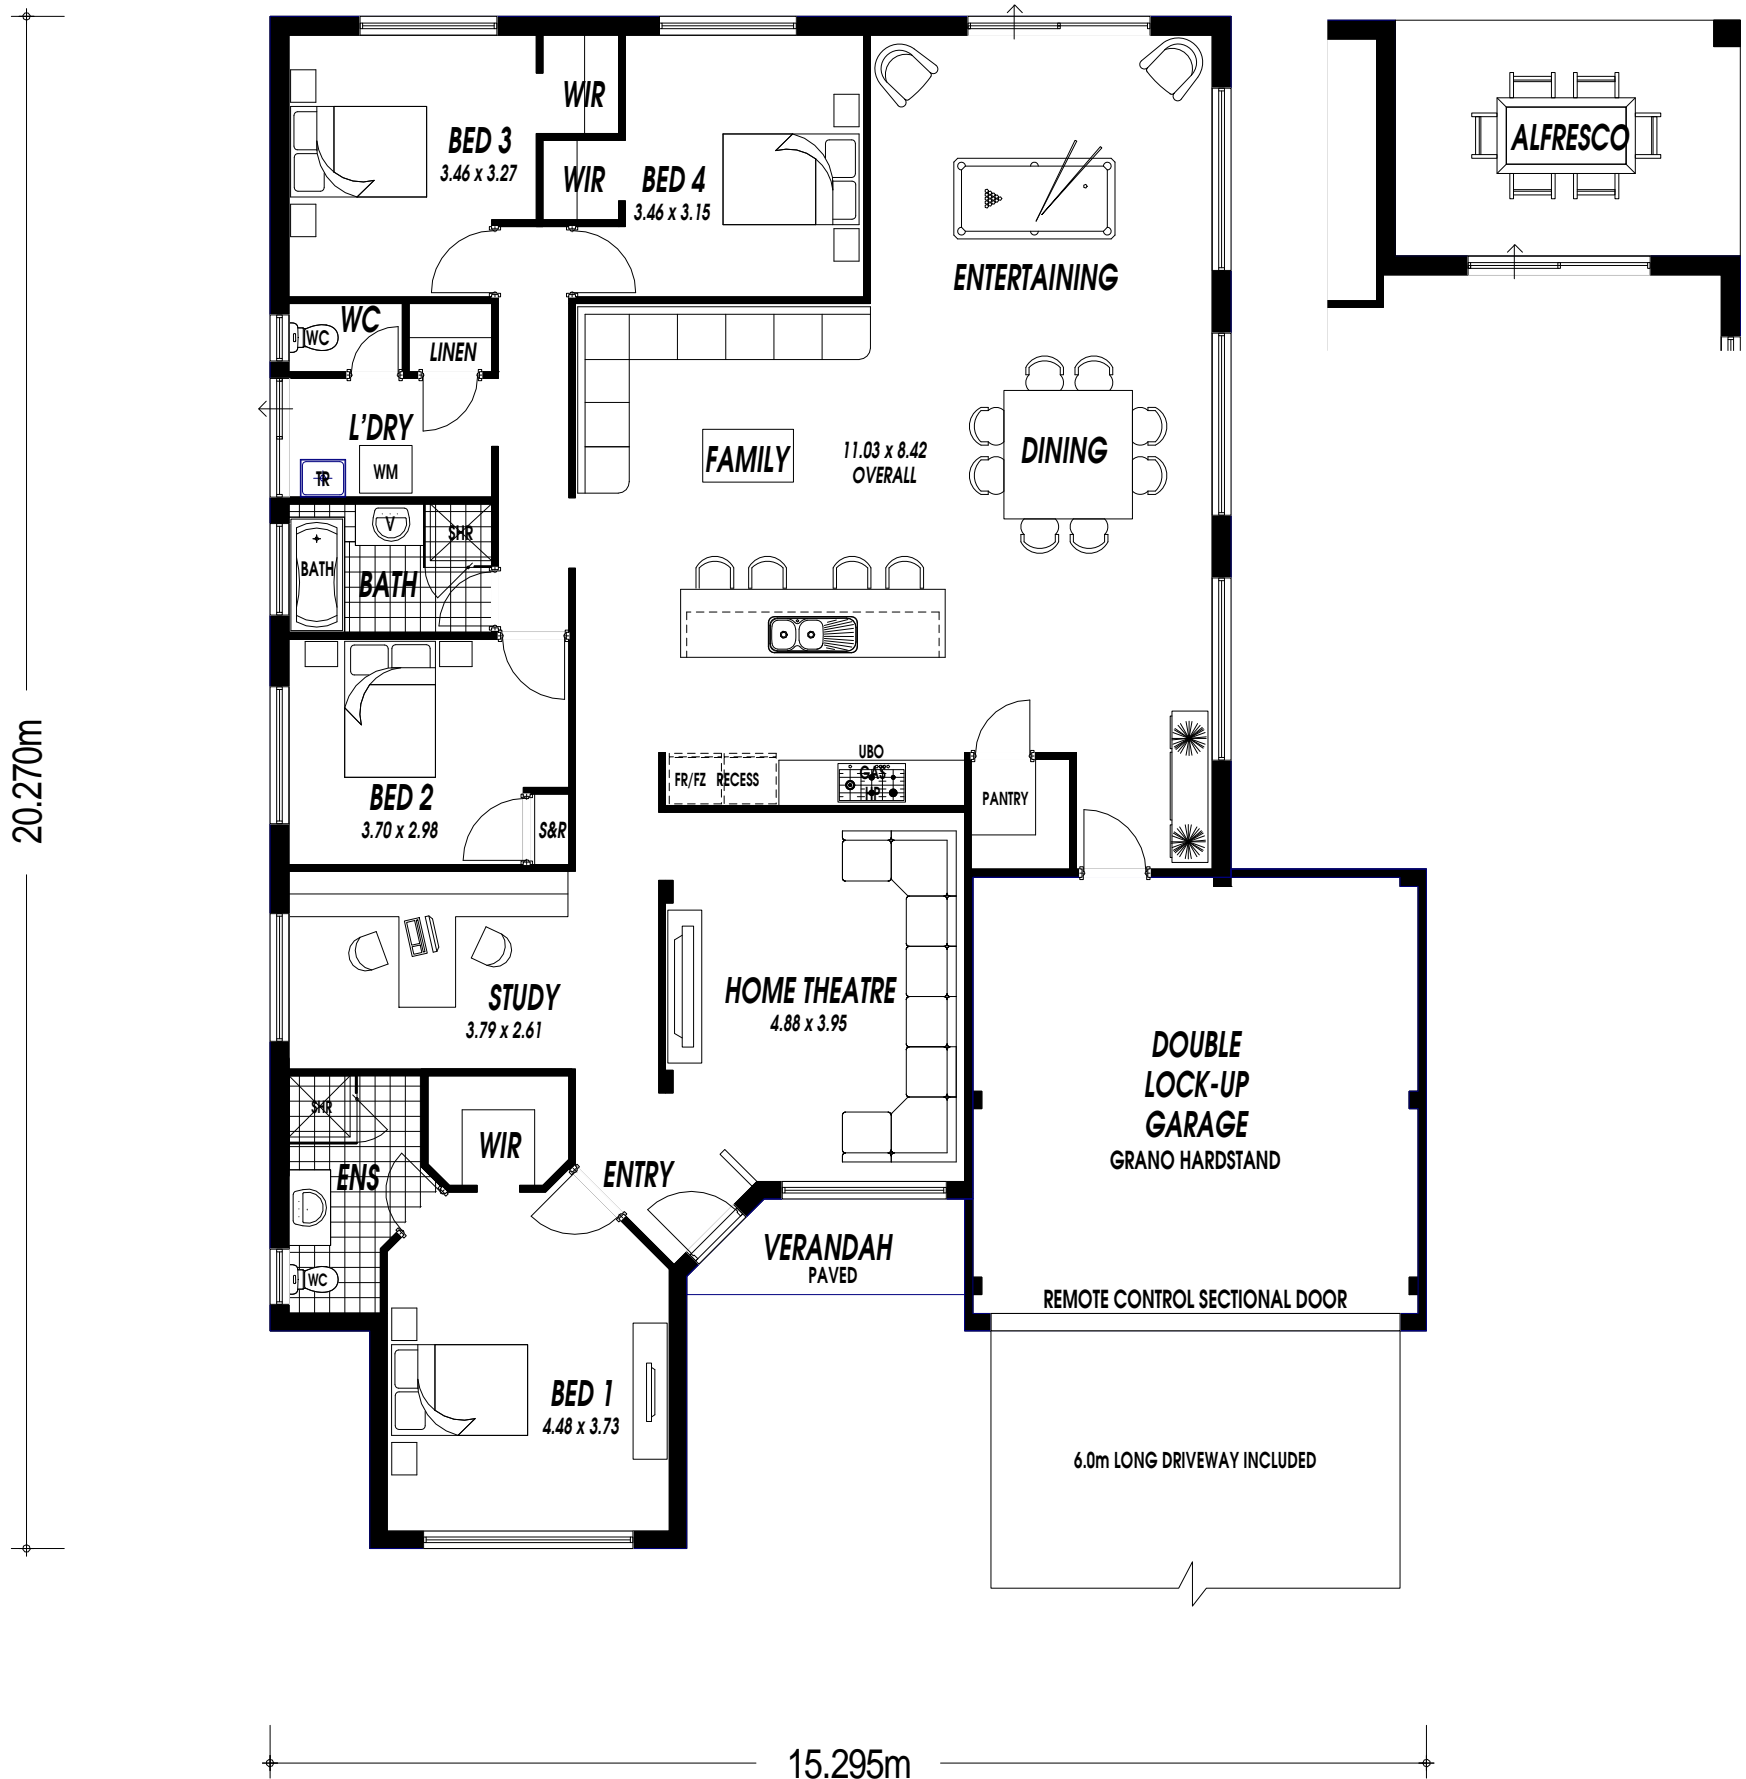 WIR
BED 3
3.46 x 3.27
WIR
BED 4
3.46 x 3.15
ENTERTAINING
ALFRESCO
WC
WC
LINEN
L'DRY
TR
WM
FAMILY
11.03 x 8.42
OVERALL
DINING
V
SHR
BATH
BATH
BED 2
3.70 x 2.98
S&R
FR/FZ RECESS
UBO
GAS
HP
PANTRY
20.270m
STUDY
3.79 x 2.61
HOME THEATRE
4.88 x 3.95
DOUBLE
LOCK-UP
GARAGE
GRANO HARDSTAND
SHR
WIR
ENS
ENTRY
WC
VERANDAH
PAVED
REMOTE CONTROL SECTIONAL DOOR
BED 1
4.48 x 3.73
6.0m LONG DRIVEWAY INCLUDED
15.295m